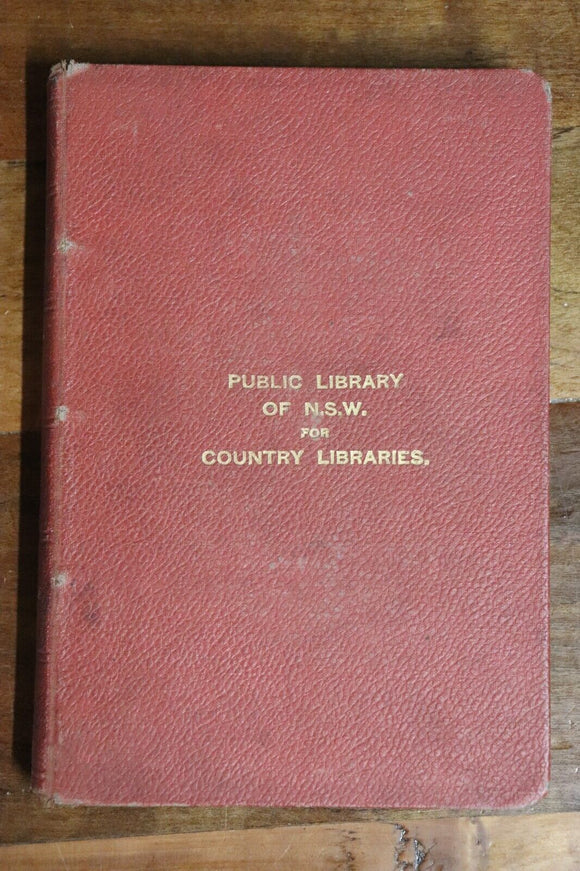 PUBLIC LIBRARY
OF N.S.W.
FOR
COUNTRY LIBRARIES.